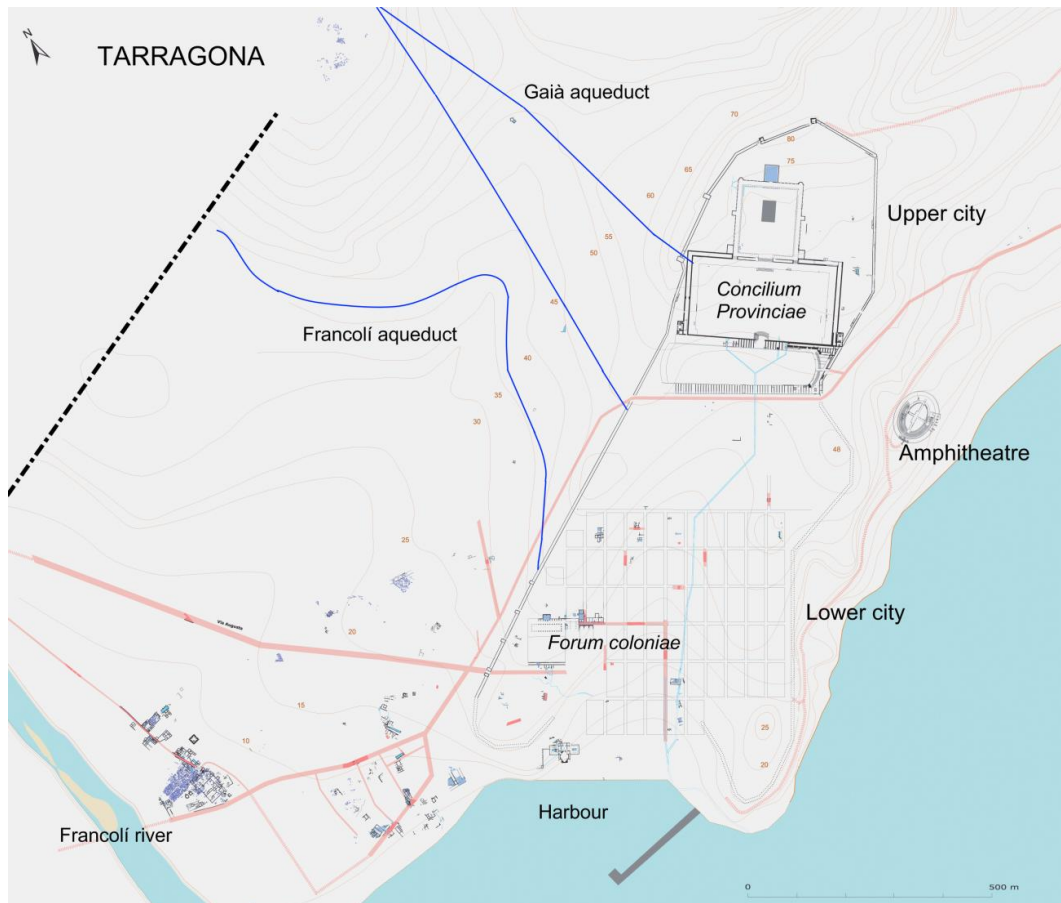 N
TARRAGONA
Gaià aqueduct
70
80
75
65
60
Upper city
55
50
Concilium
Provinciae
45
Francolí aqueduct
40
35
30
48
Amphitheatre
25
Lower city
Via Augusta
20
Forum coloniae
15
10
25
20
Harbour
Francolí river
0
500 m